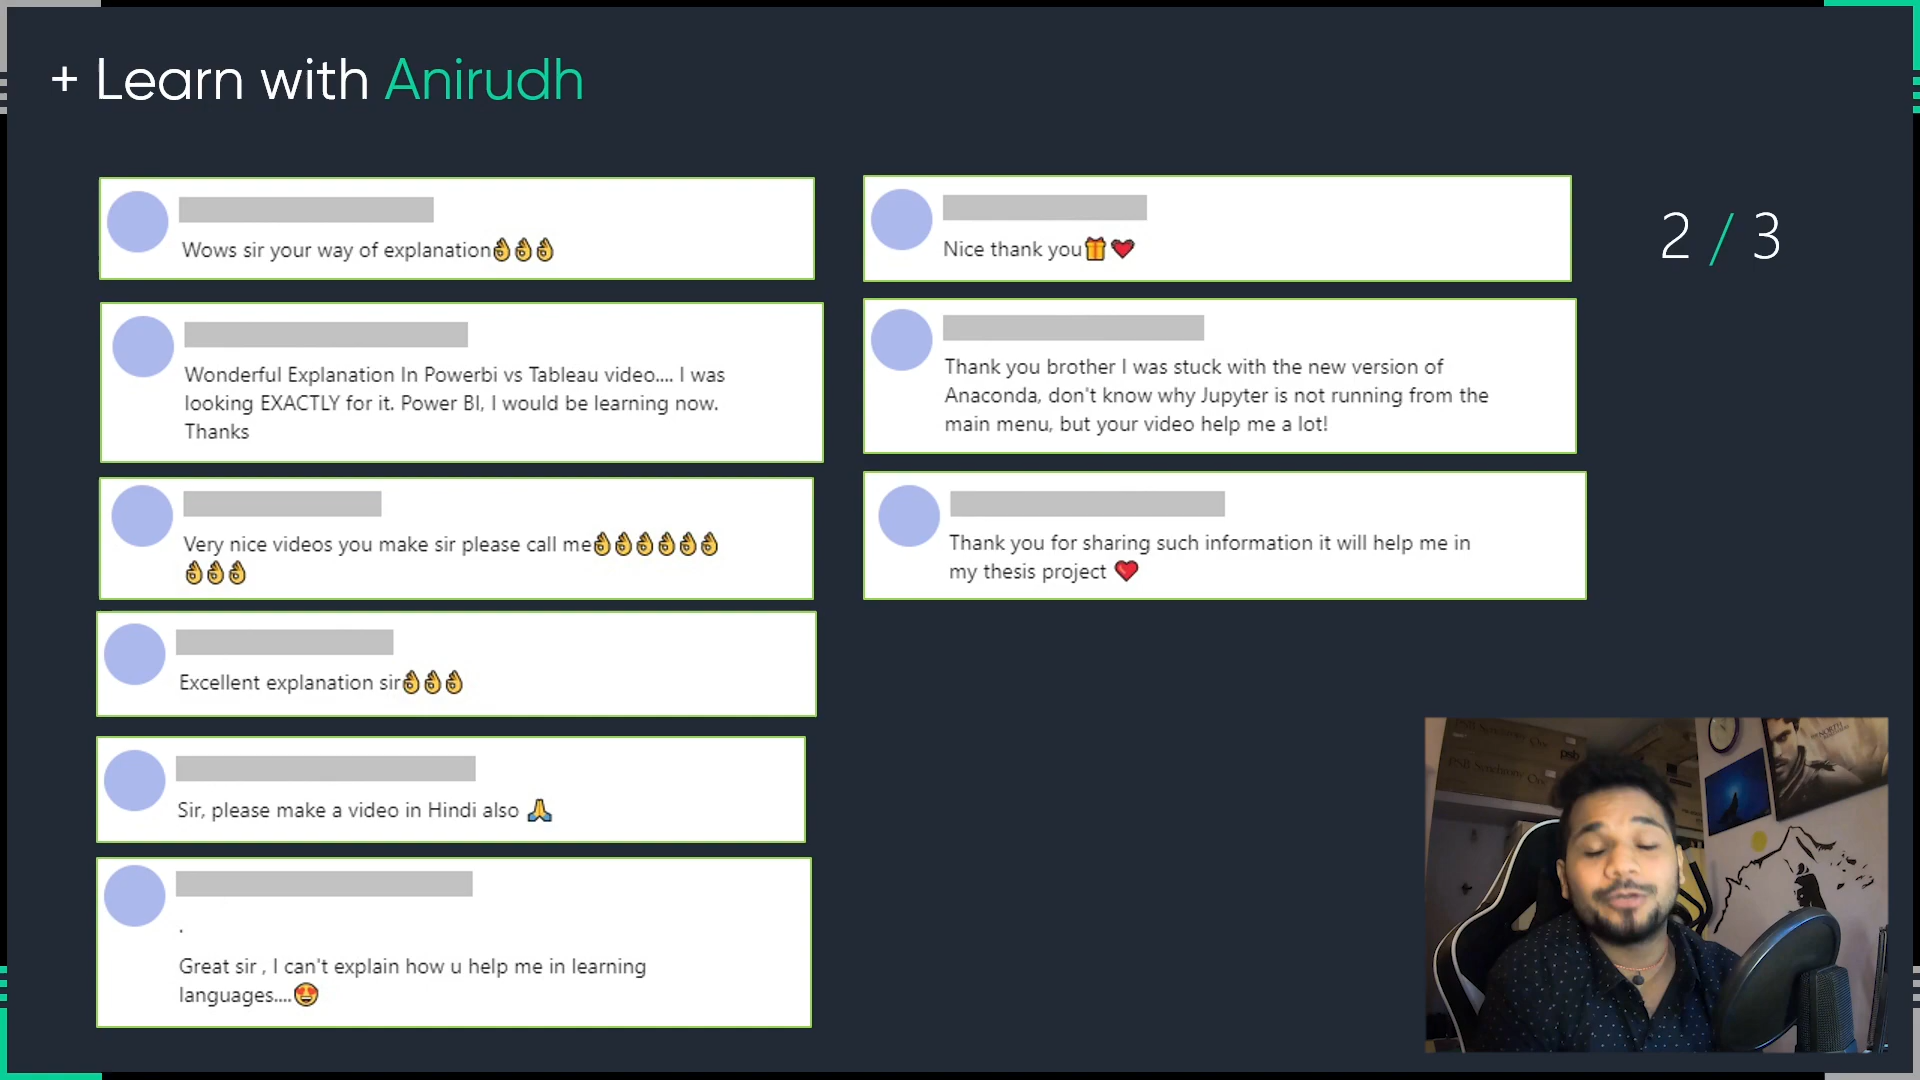 + Learn with Anirudh
Wows sir your way of explanation👌👌👌
Wonderful Explanation In Powerbi vs Tableau video.... I was
looking EXACTLY for it. Power BI, I would be learning now.
Thanks
Very nice videos you make sir please call me👌👌👌👌👌👌
👌👌👌
Excellent explanation sir👌👌👌
Sir, please make a video in Hindi also 🙏
.
Great sir , I can't explain how u help me in learning
languages....😍
Nice thank you🎁❤️
Thank you brother I was stuck with the new version of
Anaconda, don't know why Jupyter is not running from the
main menu, but your video help me a lot!
Thank you for sharing such information it will help me in
my thesis project ❤️
2 / 3
psb
PSB Synchrony
NORTH